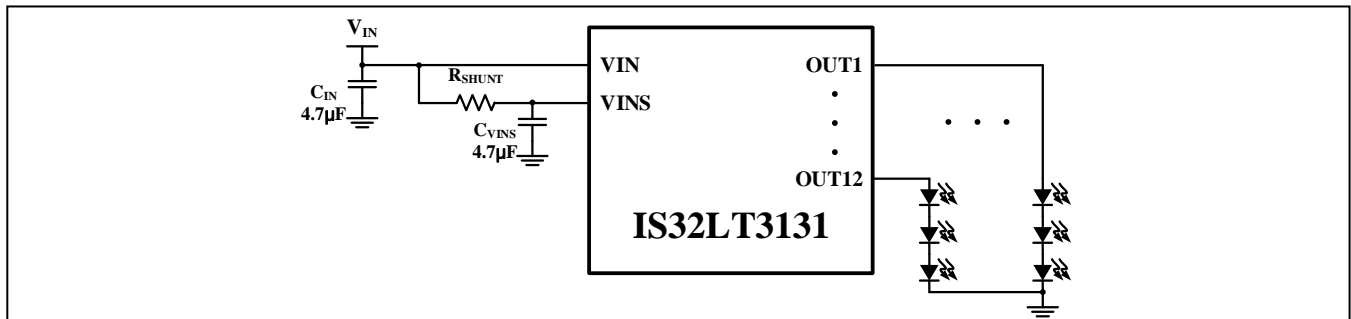 VIN
CIN
4.7µF
RSHUNT
CVINS
4.7µF
VIN
VINS
OUT1
OUT12
IS32LT3131